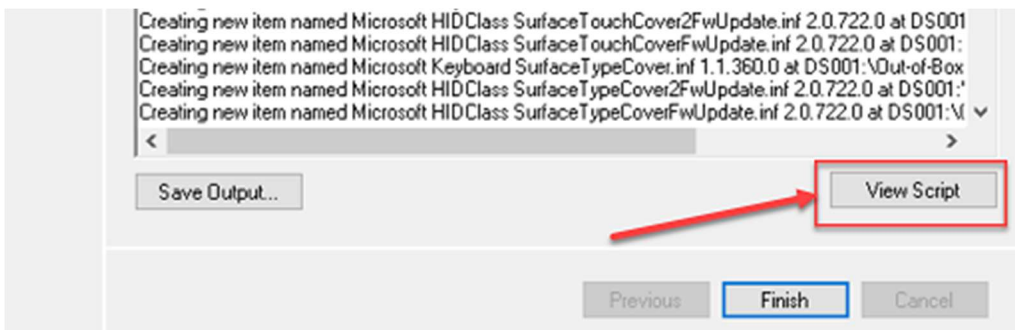 Creating new item named Microsoft HIDClass SurfaceTouchCover2FwUpdate.inf 2.0.722.0 at DS001
Creating new item named Microsoft HIDClass SurfaceTouchCoverFwUpdate.inf 2.0.722.0 at DS001:
Creating new item named Microsoft Keyboard SurfaceTypeCover.inf 1.1.360.0 at DS001:\Out-of-Box
Creating new item named Microsoft HIDClass SurfaceTypeCover2FwUpdate.inf 2.0.722.0 at DS001:'
Creating new item named Microsoft HIDClass SurfaceTypeCoverFwUpdate.inf 2.0.722.0 at DS001:\(
Save Output...
View Script
Previous
Finish
Cancel